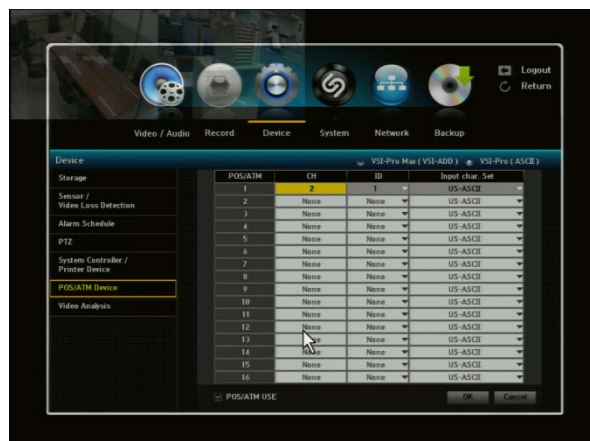 Logout
Return
Video / Audio Record Device System Network Backup
Device
VSI-Pro Max ( VSI-ADD ) VSI-Pro ( ASCII )
Storage
Sensor /
Video Loss Detection
Alarm Schedule
PTZ
System Controller /
Printer Device
POS/ATM Device
Video Analysis
POS/ATM CH ID Input char. Set
1 2 1 US-ASCII
2 None None US-ASCII
3 None None US-ASCII
4 None None US-ASCII
5 None None US-ASCII
6 None None US-ASCII
7 None None US-ASCII
8 None None US-ASCII
9 None None US-ASCII
10 None None US-ASCII
11 None None US-ASCII
12 None None US-ASCII
13 None None US-ASCII
14 None None US-ASCII
15 None None US-ASCII
16 None None US-ASCII
POS/ATM USE
OK Cancel